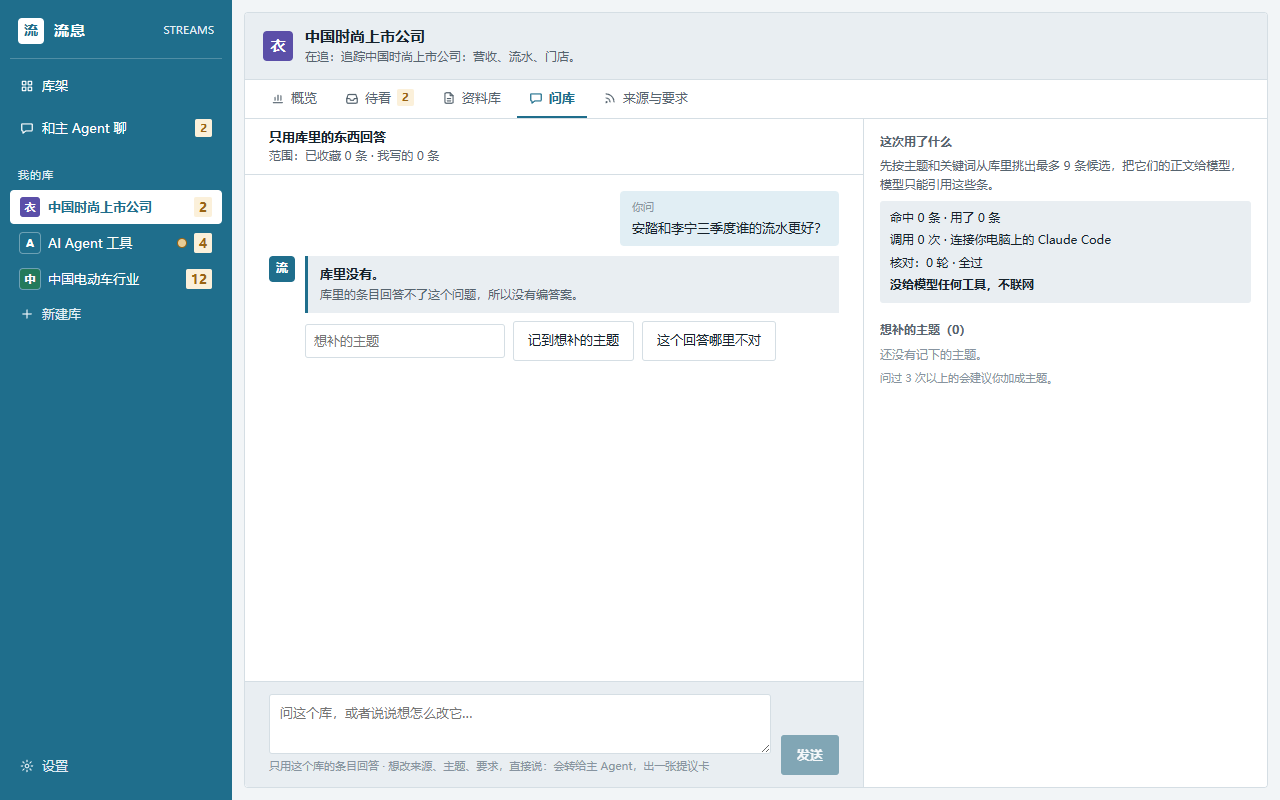 流 流息 STREAMS
库架
和主 Agent 聊 2
我的库
衣 中国时尚上市公司 2
A AI Agent 工具 4
中 中国电动车行业 12
新建库
设置
衣 中国时尚上市公司
在追：追踪中国时尚上市公司：营收、流水、门店。
概览 待看 2 资料库 问库 来源与要求
只用库里的东西回答
范围：已收藏 0 条 · 我写的 0 条
你问
安踏和李宁三季度谁的流水更好？
流 库里没有。
库里的条目回答不了这个问题，所以没有编答案。
想补的主题 记到想补的主题 这个回答哪里不对
问这个库，或者说说想怎么改它…
发送
只用这个库的条目回答 · 想改来源、主题、要求，直接说：会转给主 Agent，出一张提议卡
这次用了什么
先按主题和关键词从库里挑出最多 9 条候选，把它们的正文给模型，
模型只能引用这些条。
命中 0 条 · 用了 0 条
调用 0 次 · 连接你电脑上的 Claude Code
核对：0 轮 · 全过
没给模型任何工具，不联网
想补的主题（0）
还没有记下的主题。
问过 3 次以上的会建议你加成主题。